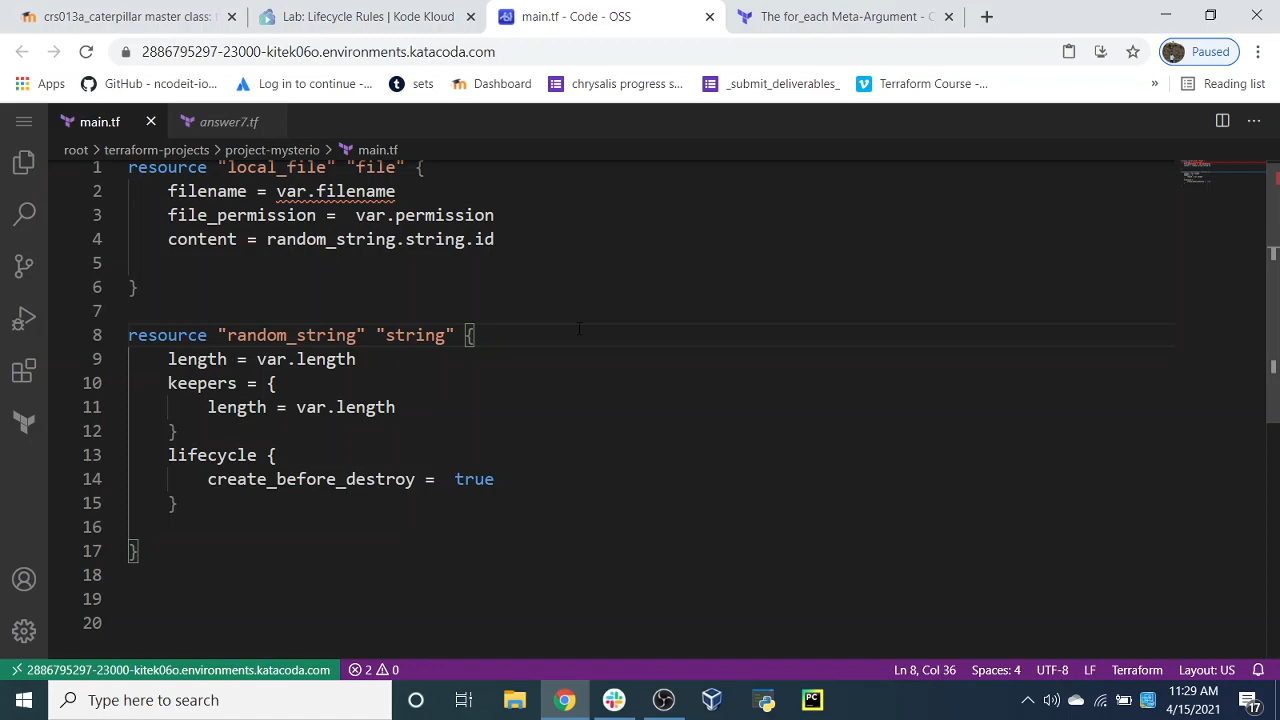 crs013a_caterpillar master class:
Lab: Lifecycle Rules | Kode Kloud
main.tf - Code - OSS
The for_each Meta-Argument - C
2886795297-23000-kitek06o.environments.katacoda.com
Paused
Apps
GitHub - ncodeit-io...
Log in to continue -...
sets
Dashboard
chrysalis progress s...
_submit_deliverables_
Terraform Course -...
»
Reading list
main.tf
answer7.tf
root > terraform-projects > project-mysterio > main.tf
1 resource "local_file" "file" {
2 filename = var.filename
3 file_permission =  var.permission
4 content = random_string.string.id
5
6 }
7
8 resource "random_string" "string" {
9 length = var.length
10 keepers = {
11 length = var.length
12 }
13 lifecycle {
14 create_before_destroy =  true
15 }
16
17 }
18
19
20
2886795297-23000-kitek06o.environments.katacoda.com
2 0
Ln 8, Col 36
Spaces: 4
UTF-8
LF
Terraform
Layout: US
Type here to search
11:29 AM
4/15/2021
17